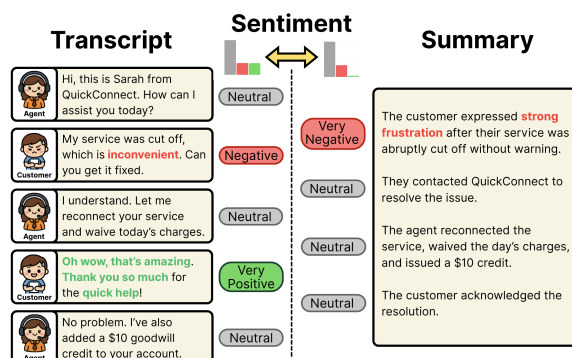 Transcript
Sentiment
Summary
Hi, this is Sarah from
QuickConnect. How can I
assist you today?
Agent
Neutral
My service was cut off,
which is inconvenient. Can
you get it fixed.
Customer
Negative
I understand. Let me
reconnect your service
and waive today's charges.
Agent
Neutral
Oh wow, that's amazing.
Thank you so much for
the quick help!
Customer
Very
Positive
No problem. I've also
added a $10 goodwill
credit to your account.
Neutral
Very
Negative
Neutral
Neutral
Neutral
The customer expressed strong
frustration after their service was
abruptly cut off without warning.
They contacted QuickConnect to
resolve the issue.
The agent reconnected the
service, waived the day's charges,
and issued a $10 credit.
The customer acknowledged the
resolution.